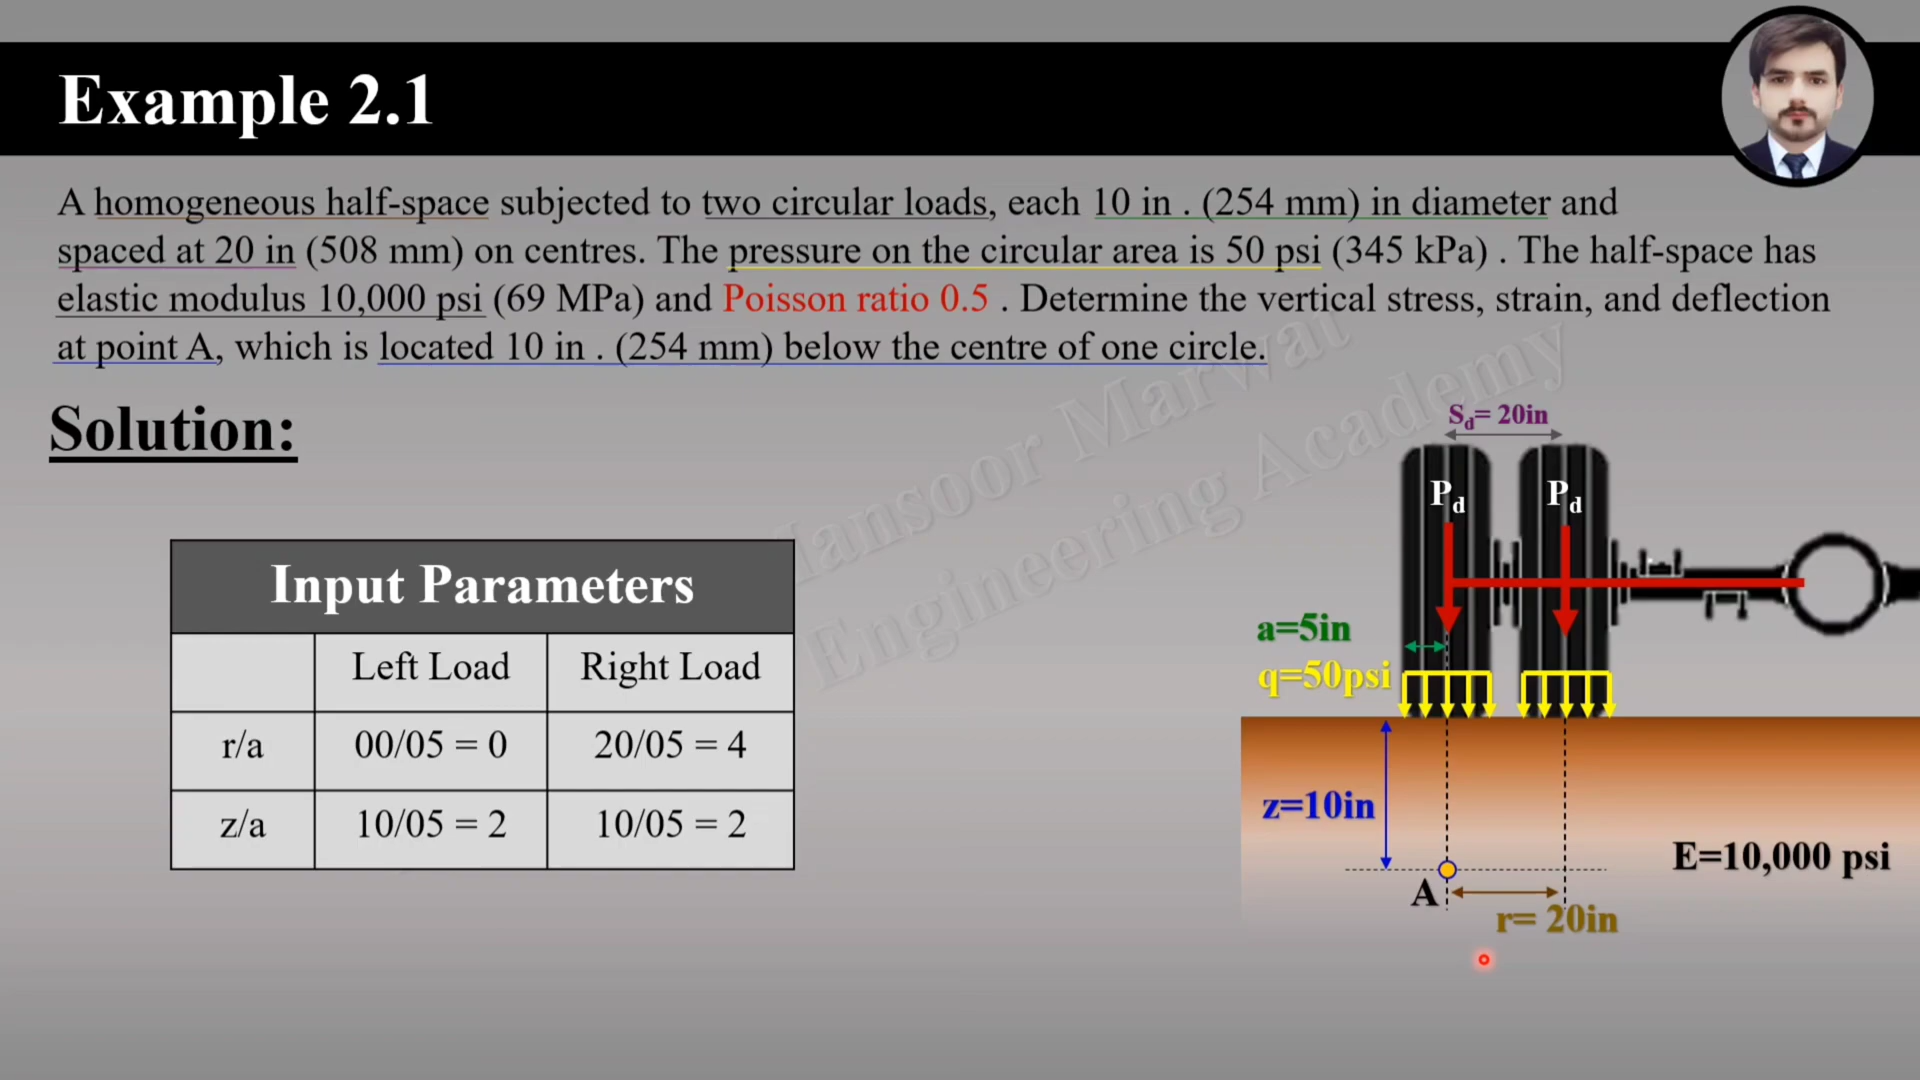 Example 2.1
A homogeneous half-space subjected to two circular loads, each 10 in . (254 mm) in diameter and
spaced at 20 in (508 mm) on centres. The pressure on the circular area is 50 psi (345 kPa) . The half-space has
elastic modulus 10,000 psi (69 MPa) and Poisson ratio 0.5 . Determine the vertical stress, strain, and deflection
at point A, which is located 10 in . (254 mm) below the centre of one circle.
Solution:
Mansoor Marwat
Engineering Academy
Input Parameters
Left Load Right Load
r/a 00/05 = 0 20/05 = 4
z/a 10/05 = 2 10/05 = 2
Sd= 20in
Pd Pd
a=5in
q=50psi
z=10in
E=10,000 psi
A
r= 20in